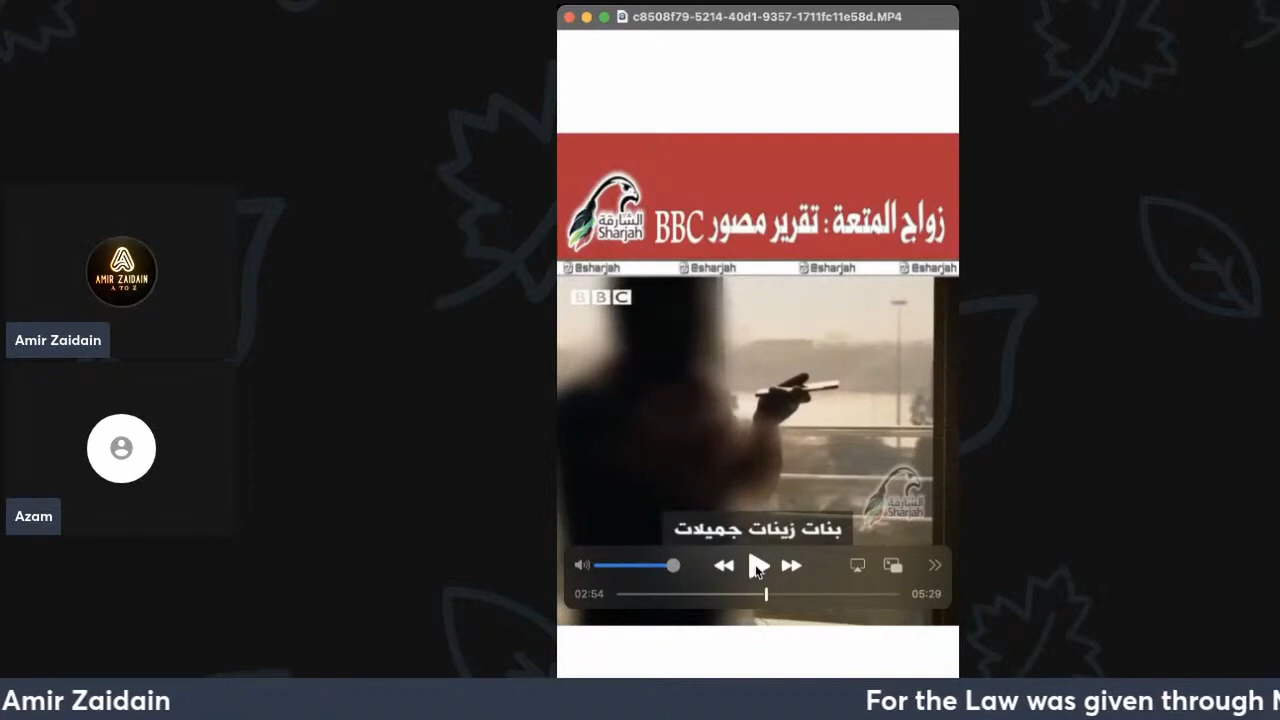 c8508f79-5214-40d1-9357-1711fc11e58d.MP4
زواج المتعة : تقرير مصور BBC
الشارقة
Sharjah
@sharjah @sharjah @sharjah @sharjah
BBC
AMIR ZAIDAIN
A TO Z
Amir Zaidain
Azam
الشارقة
Sharjah
بنات زينات جميلات
02:54 05:29
Amir Zaidain For the Law was given through